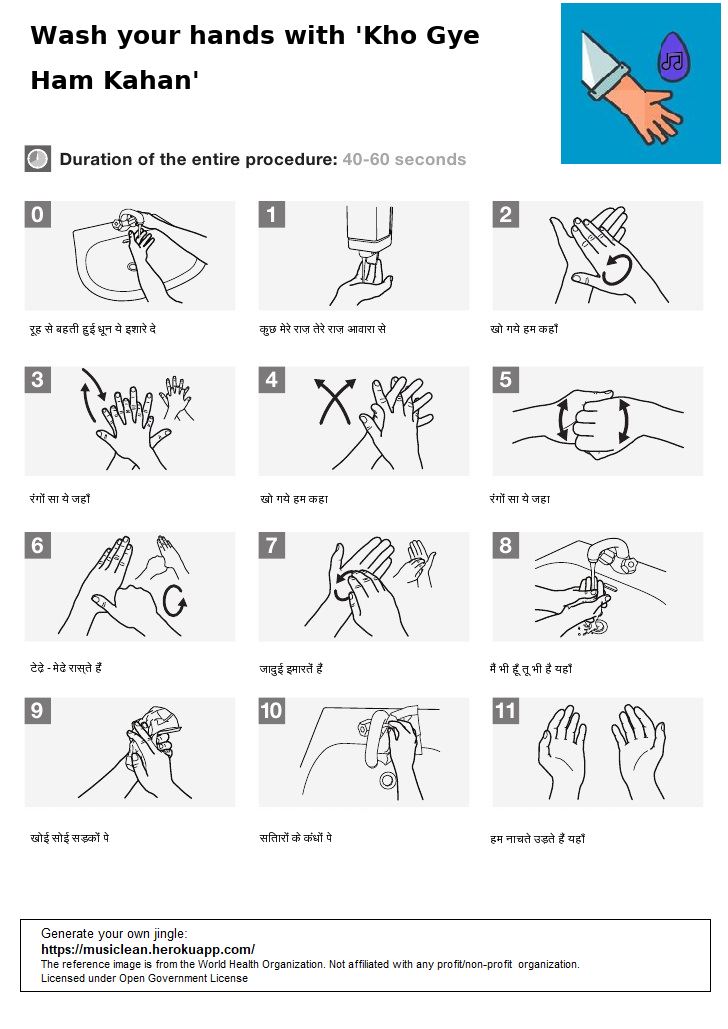 Wash your hands with 'Kho Gye
Ham Kahan'
Duration of the entire procedure: 40-60 seconds
0
1
2
रूह से बहती हुई धून ये इशारे दे
कुछ मेरे राज़ तेरे राज़ आवारा से
खो गये हम कहाँ
3
4
5
रंगों सा ये जहाँ
खो गये हम कहा
रंगों सा ये जहा
6
7
8
टेढ़े - मेढे रास्ते हैं
जादुई इमारतें हैं
मैं भी हूँ तू भी है यहाँ
9
10
11
खोई सोई सड़कों पे
सितारों के कंधों पे
हम नाचते उड़ते हैं यहाँ
Generate your own jingle:
https://musiclean.herokuapp.com/
The reference image is from the World Health Organization. Not affiliated with any profit/non-profit organization.
Licensed under Open Government License